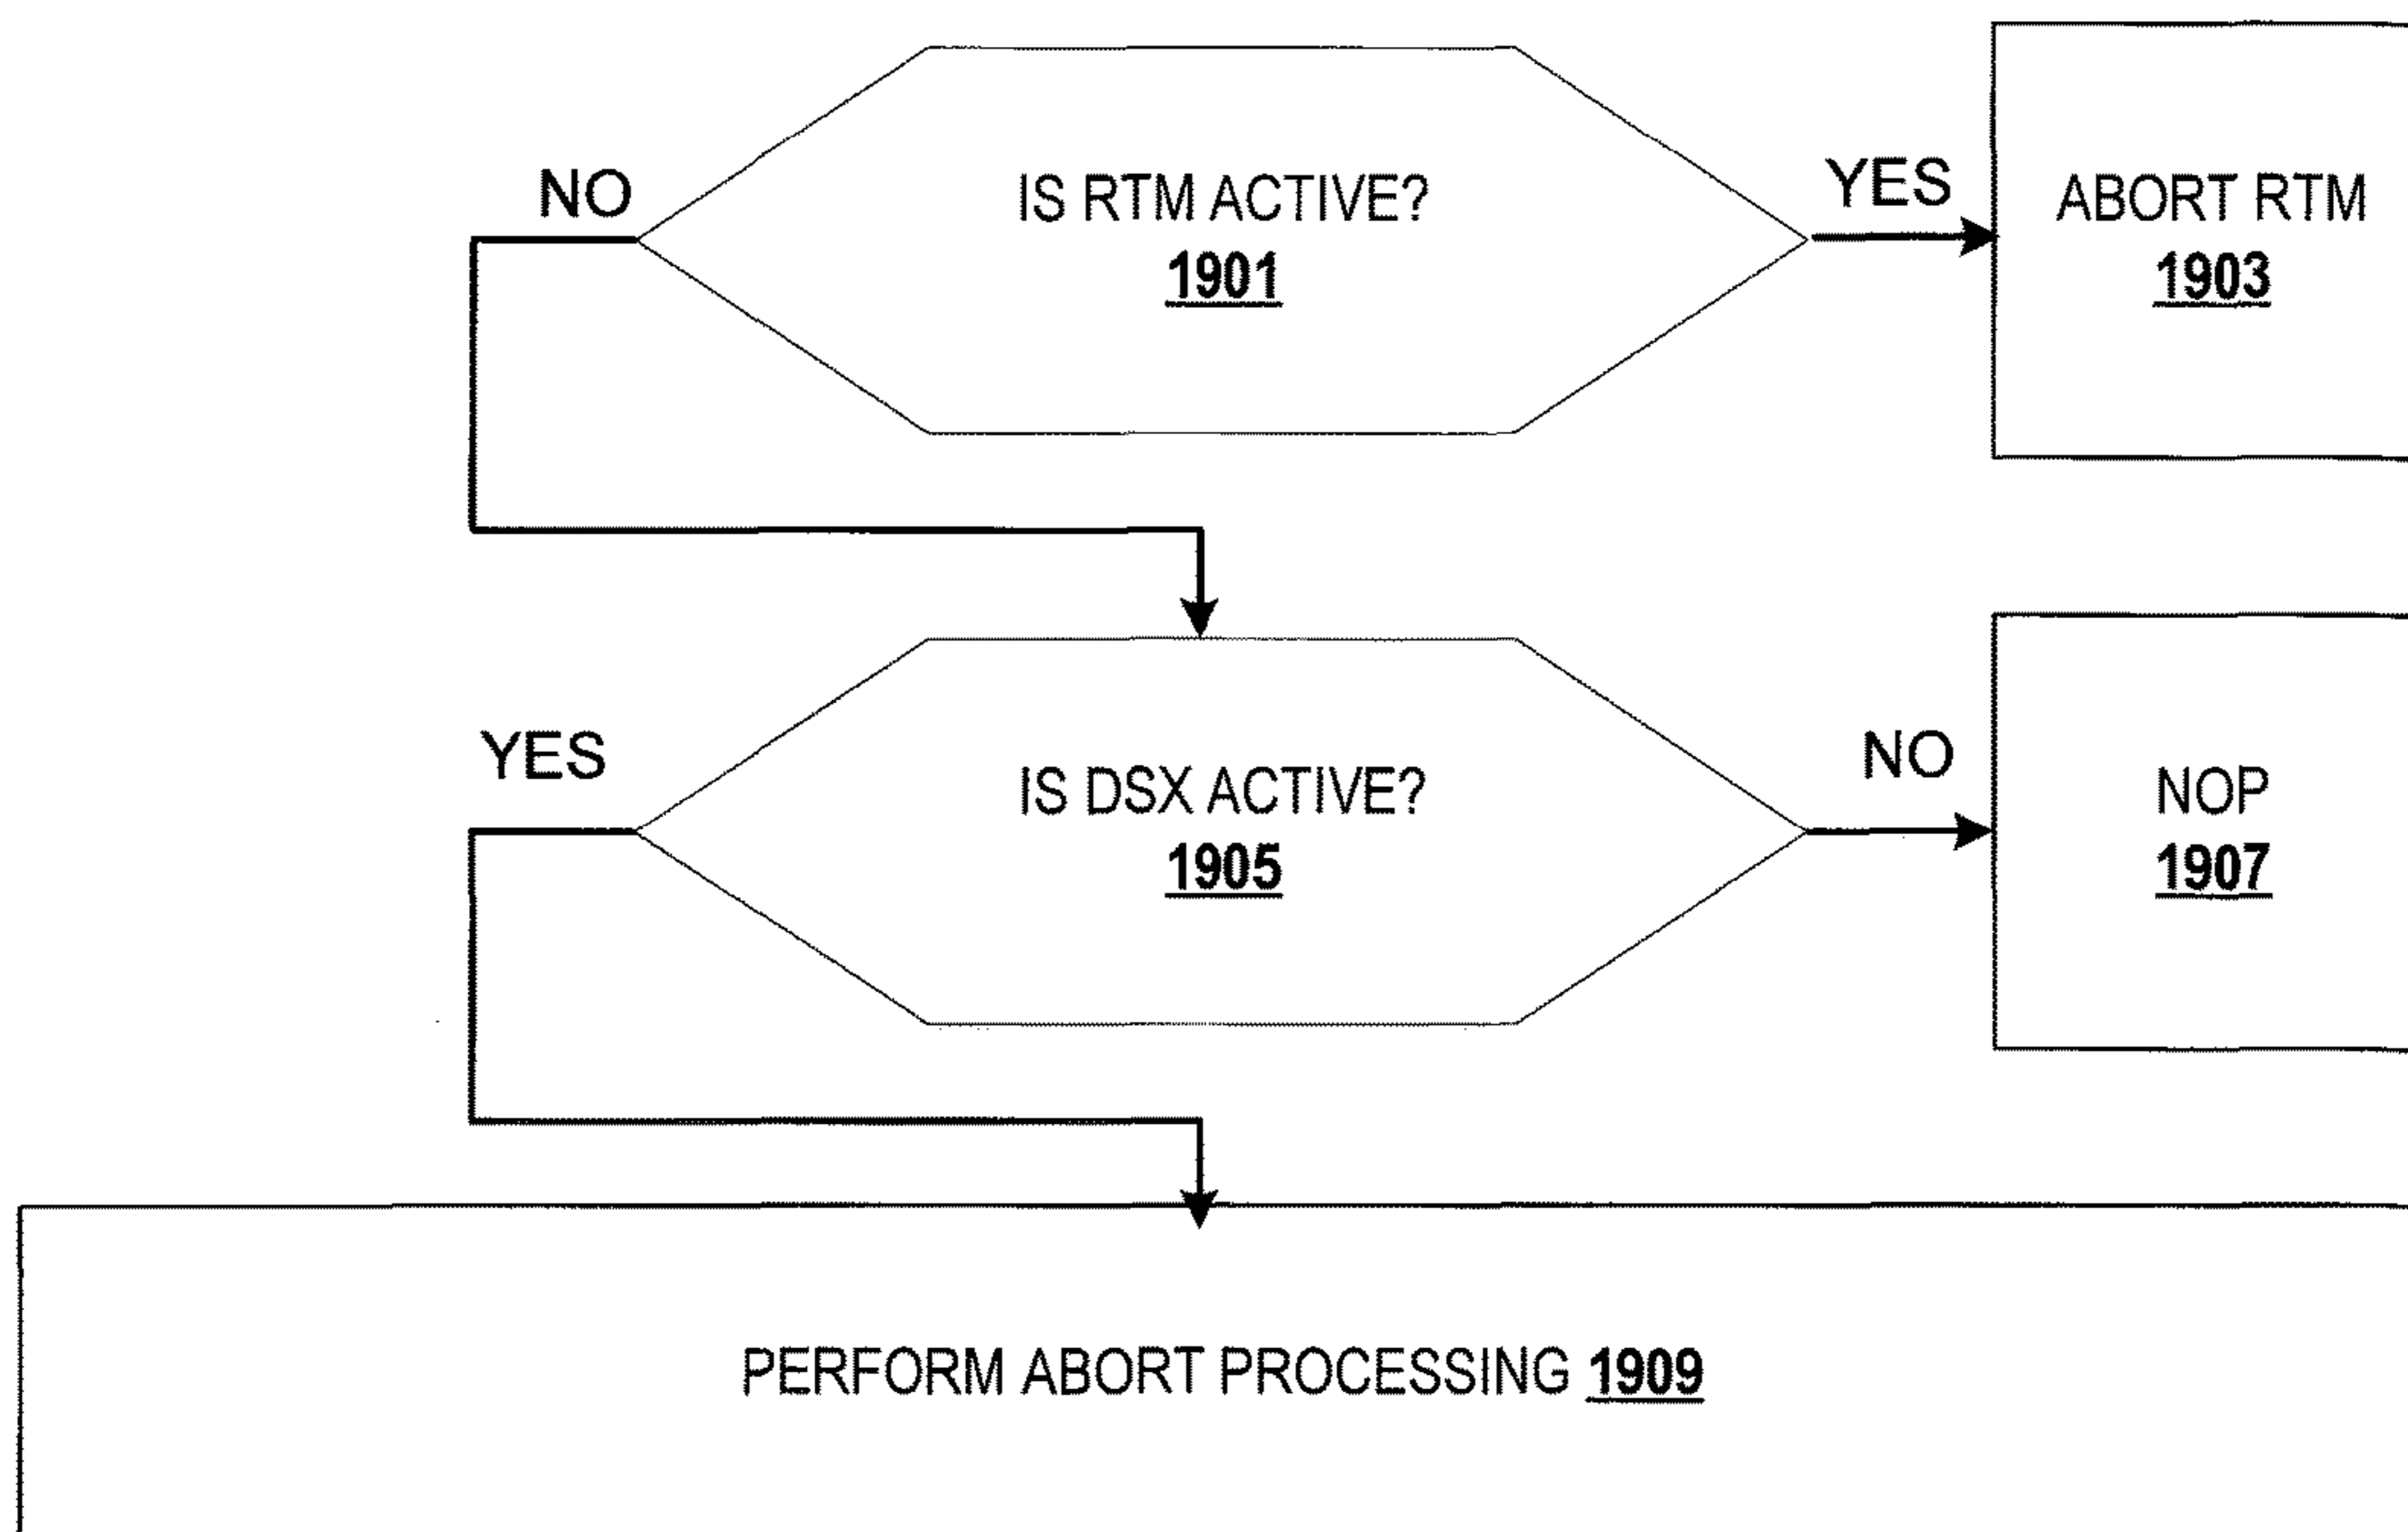 NO
IS RTM ACTIVE?
1901
YES
ABORT RTM
1903
YES
IS DSX ACTIVE?
1905
NO
NOP
1907
PERFORM ABORT PROCESSING 1909